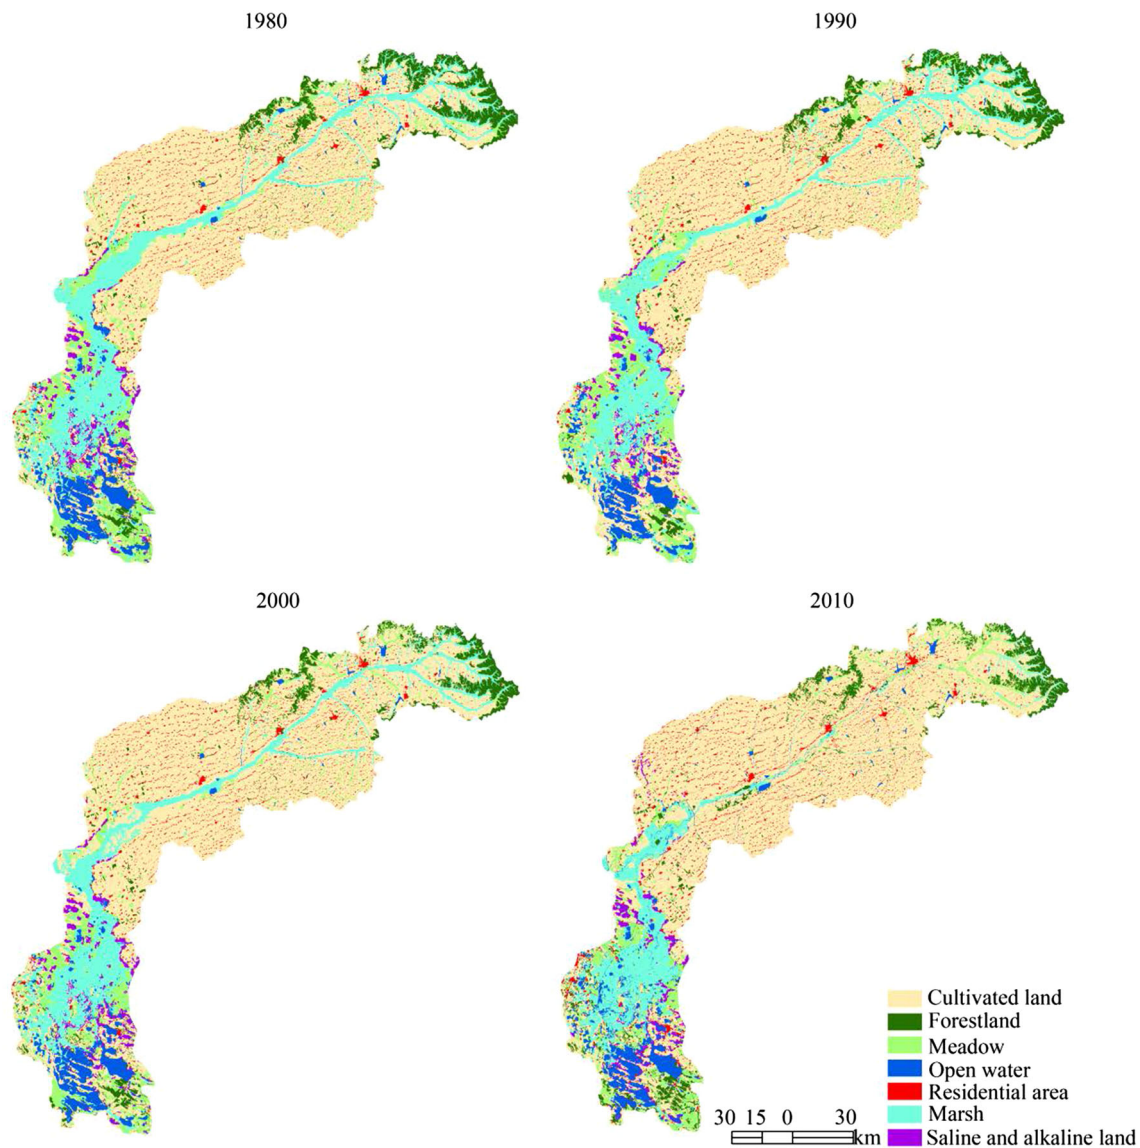 1980
1990
2000
2010
Cultivated land
Forestland
Meadow
Open water
Residential area
Marsh
Saline and alkaline land
30 15 0 30
km